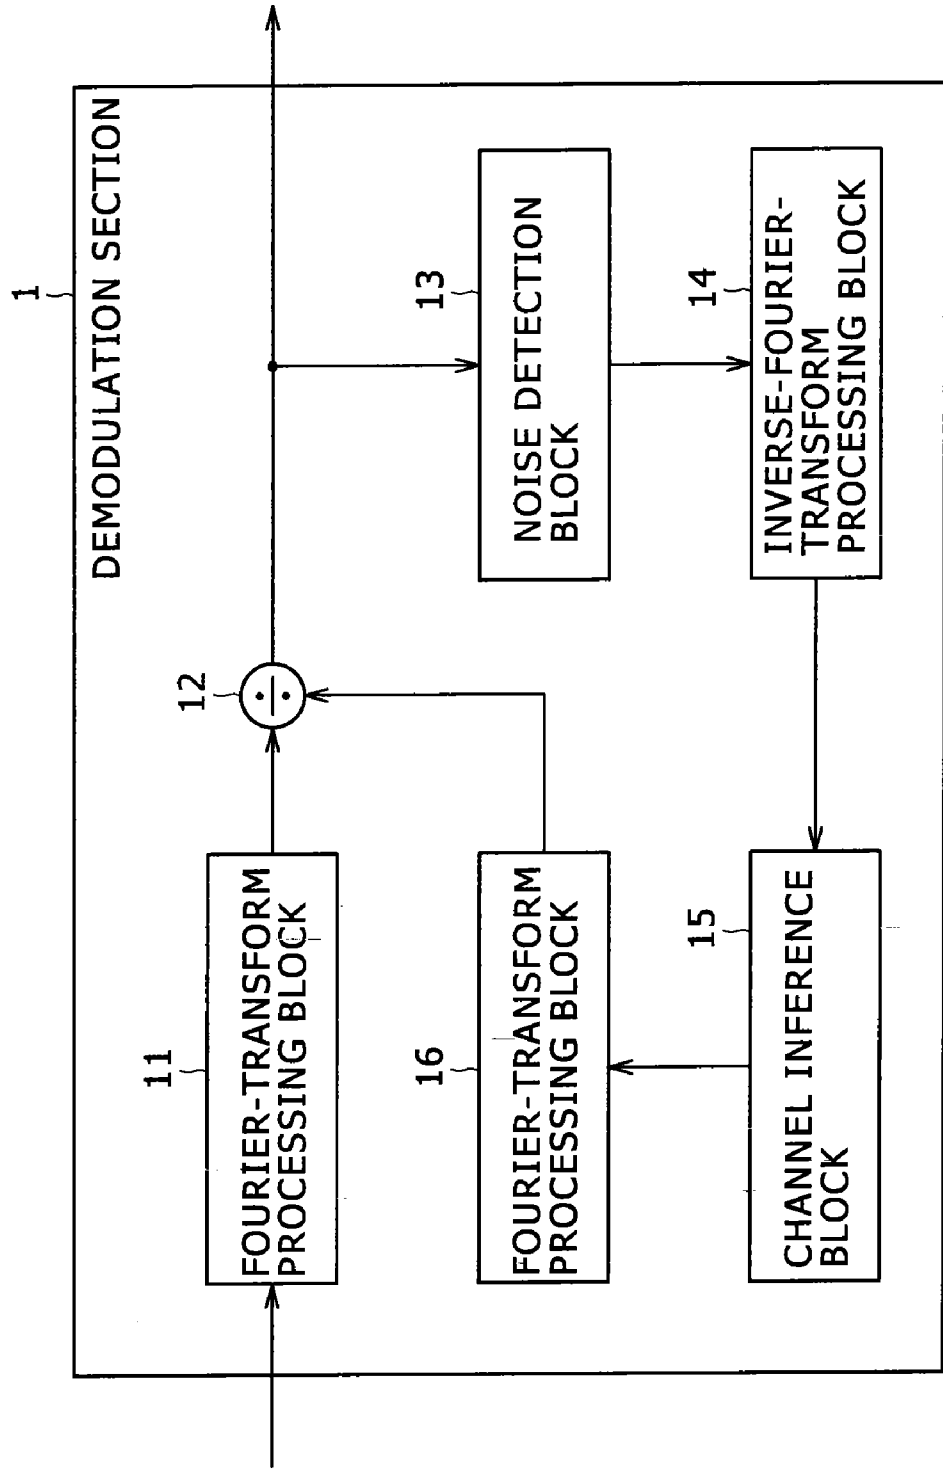 1
DEMODULATION SECTION
11
FOURIER-TRANSFORM
PROCESSING BLOCK
12
13
NOISE DETECTION
BLOCK
16
FOURIER-TRANSFORM
PROCESSING BLOCK
14
INVERSE-FOURIER-
TRANSFORM
PROCESSING BLOCK
15
CHANNEL INFERENCE
BLOCK